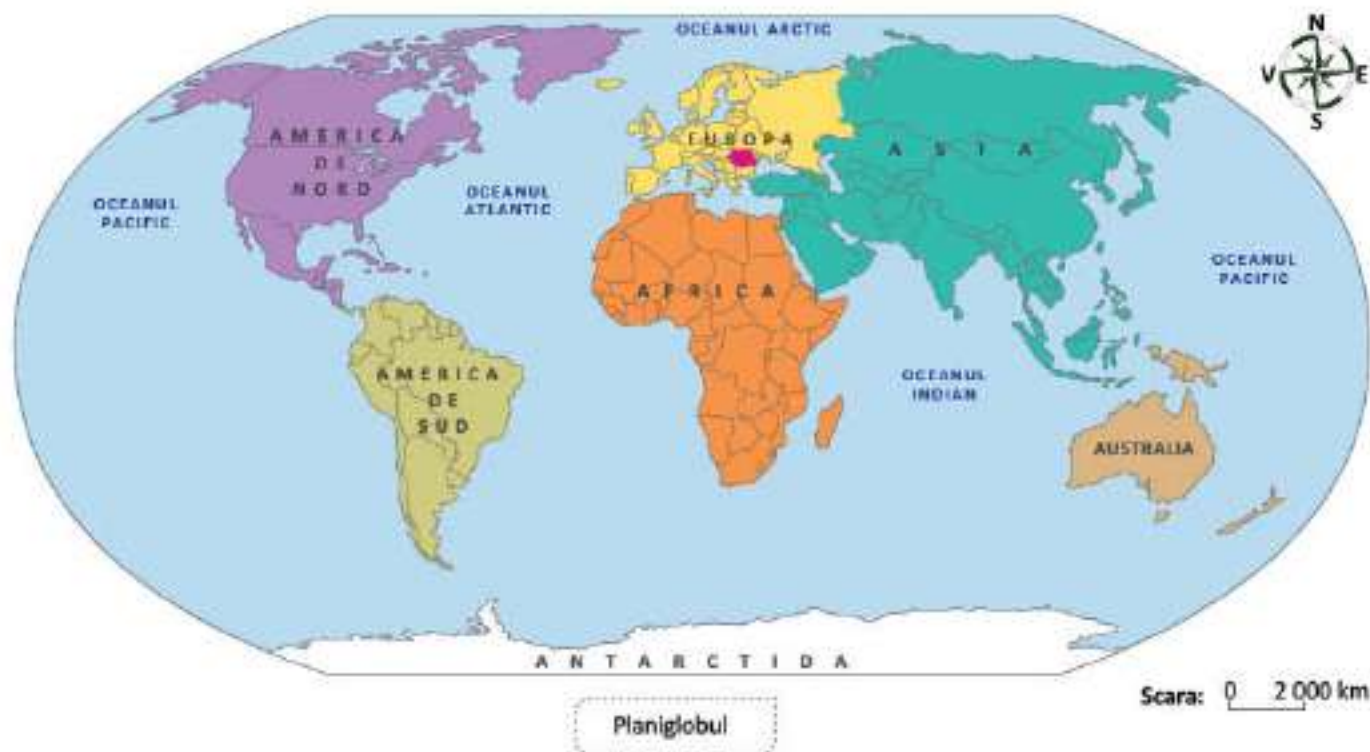 OCEANUL ARCTIC
N
V E
S
AMERICA
DE
NORD
EUROPA
ASIA
OCEANUL
PACIFIC
OCEANUL
ATLANTIC
OCEANUL
PACIFIC
AFRICA
AMERICA
DE
SUD
OCEANUL
INDIAN
AUSTRALIA
ANTARCTIDA
Scara: 0 2 000 km
Planiglobul